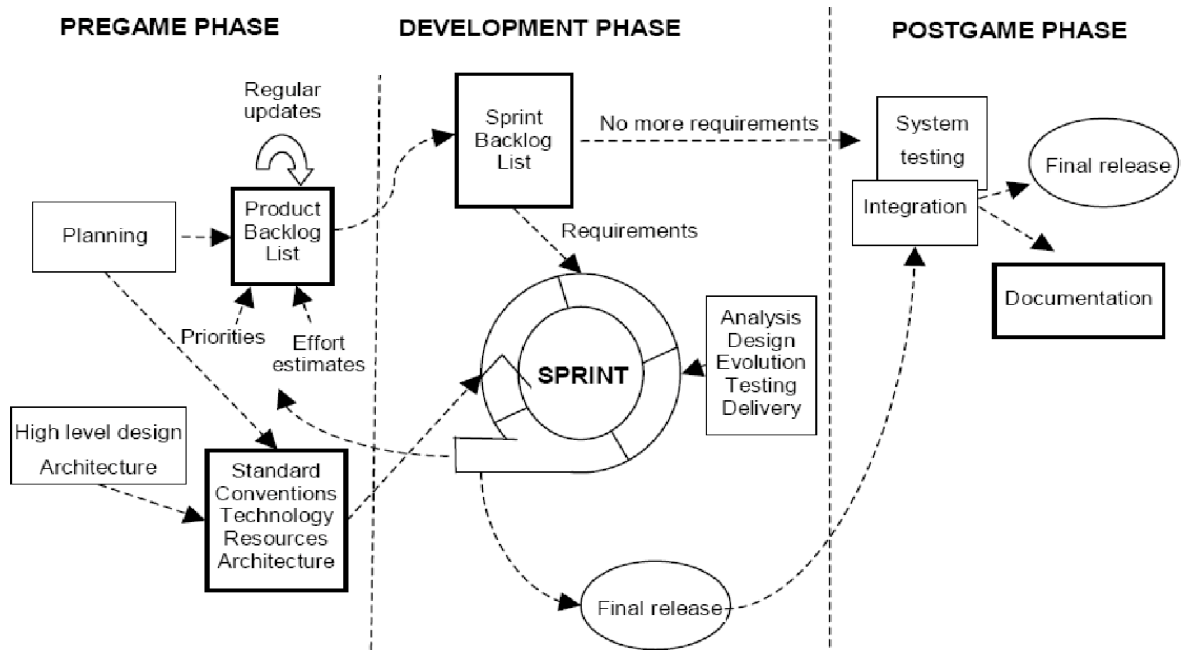 PREGAME PHASE
DEVELOPMENT PHASE
POSTGAME PHASE
Regular
updates
Planning
Product
Backlog
List
Priorities
Effort
estimates
High level design
Architecture
Standard
Conventions
Technology
Resources
Architecture
Sprint
Backlog
List
No more requirements
Requirements
SPRINT
Analysis
Design
Evolution
Testing
Delivery
Final release
System
testing
Integration
Final release
Documentation